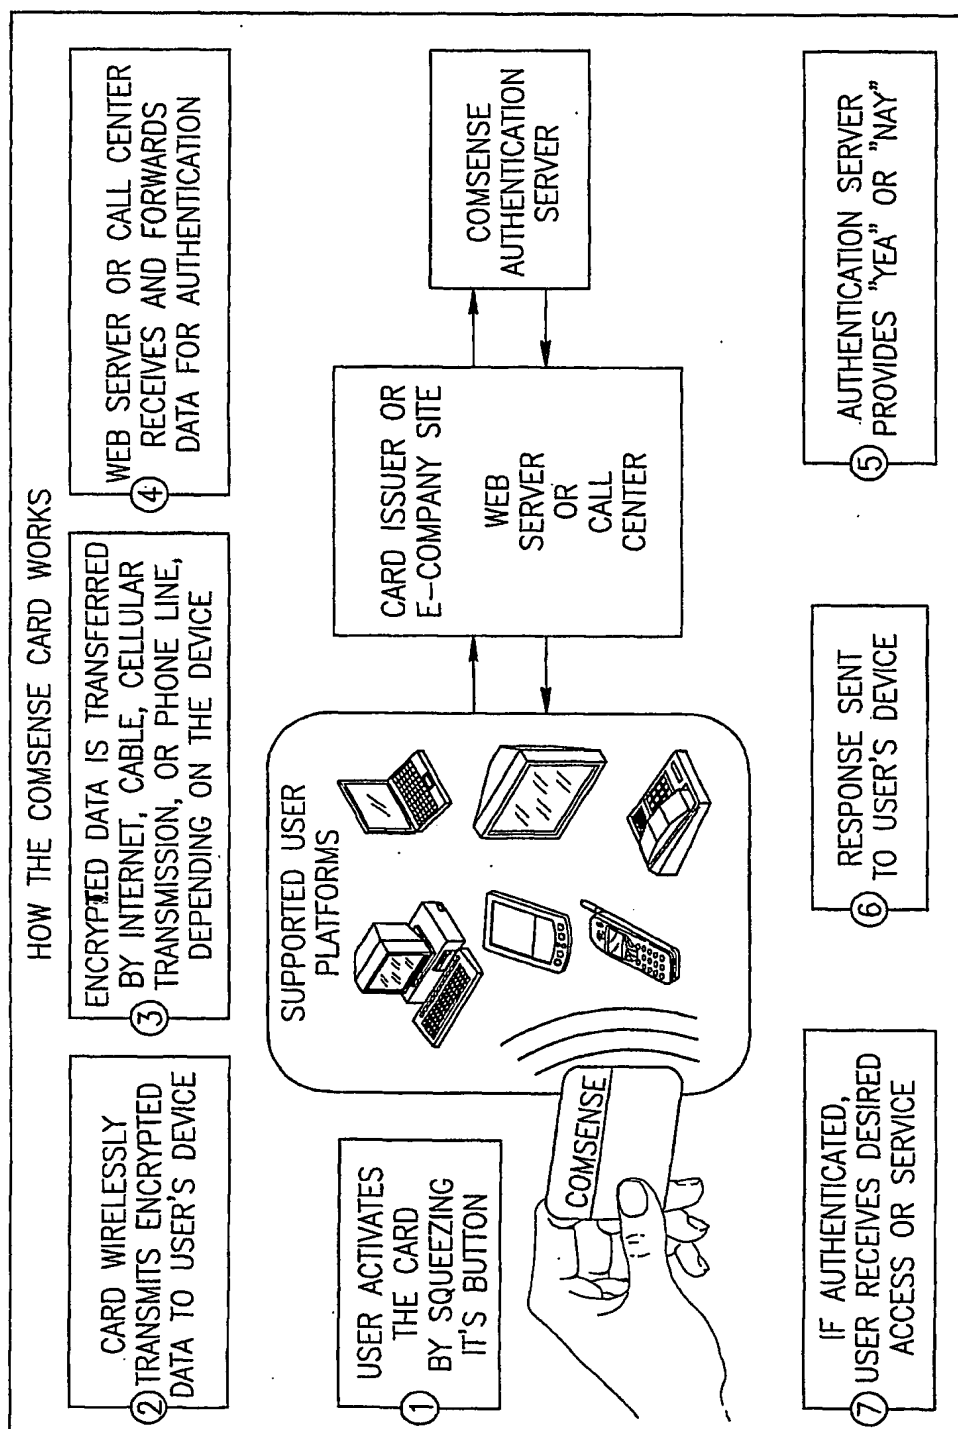 HOW THE COMSENSE CARD WORKS
2
CARD WIRELESSLY
TRANSMITS ENCRYPTED
DATA TO USER'S DEVICE
3
ENCRYPTED DATA IS TRANSFERRED
BY INTERNET, CABLE, CELLULAR
TRANSMISSION, OR PHONE LINE,
DEPENDING ON THE DEVICE
4
WEB SERVER OR CALL CENTER
RECEIVES AND FORWARDS
DATA FOR AUTHENTICATION
1
USER ACTIVATES
THE CARD
BY SQUEEZING
IT'S BUTTON
COMSENSE
SUPPORTED USER
PLATFORMS
CARD ISSUER OR
E-COMPANY SITE
WEB
SERVER
OR
CALL
CENTER
COMSENSE
AUTHENTICATION
SERVER
7
IF AUTHENTICATED,
USER RECEIVES DESIRED
ACCESS OR SERVICE
6
RESPONSE SENT
TO USER'S DEVICE
5
AUTHENTICATION SERVER
PROVIDES "YEA" OR "NAY"